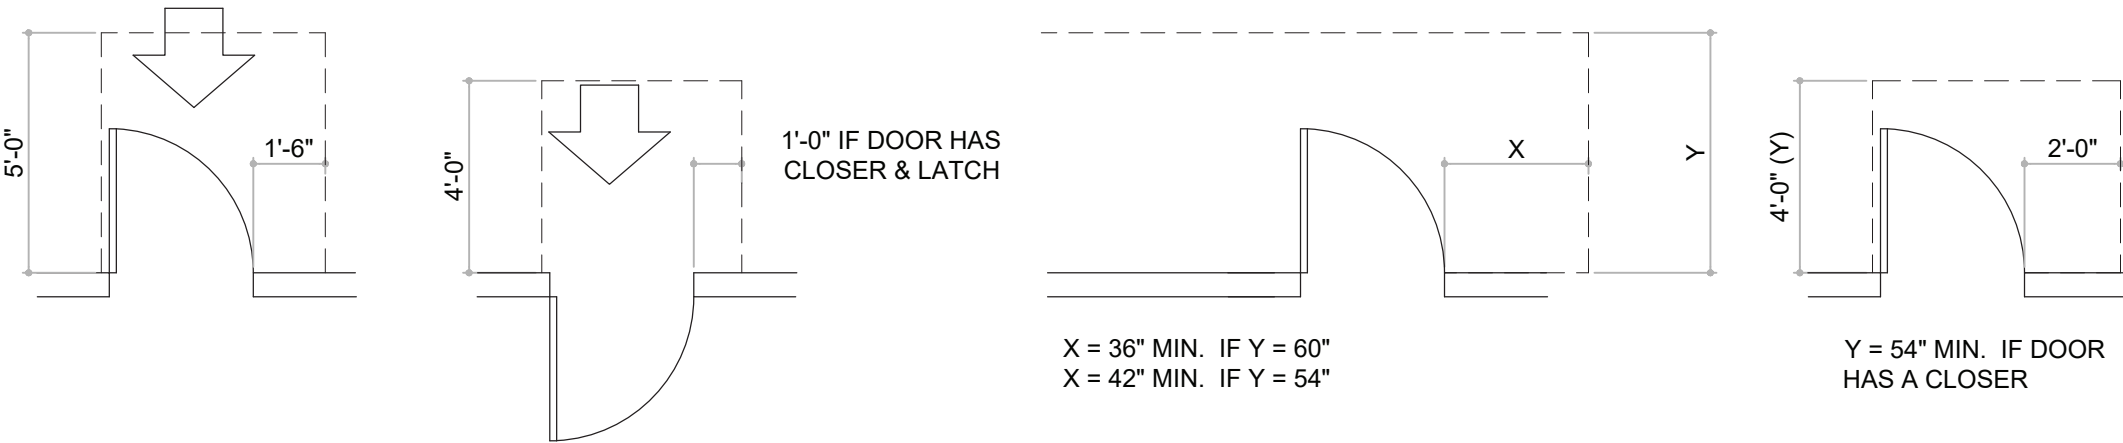 5'-0"
1'-6"
4'-0"
1'-0" IF DOOR HAS
CLOSER & LATCH
X
Y
X = 36" MIN. IF Y = 60"
X = 42" MIN. IF Y = 54"
4'-0" (Y)
2'-0"
Y = 54" MIN. IF DOOR
HAS A CLOSER